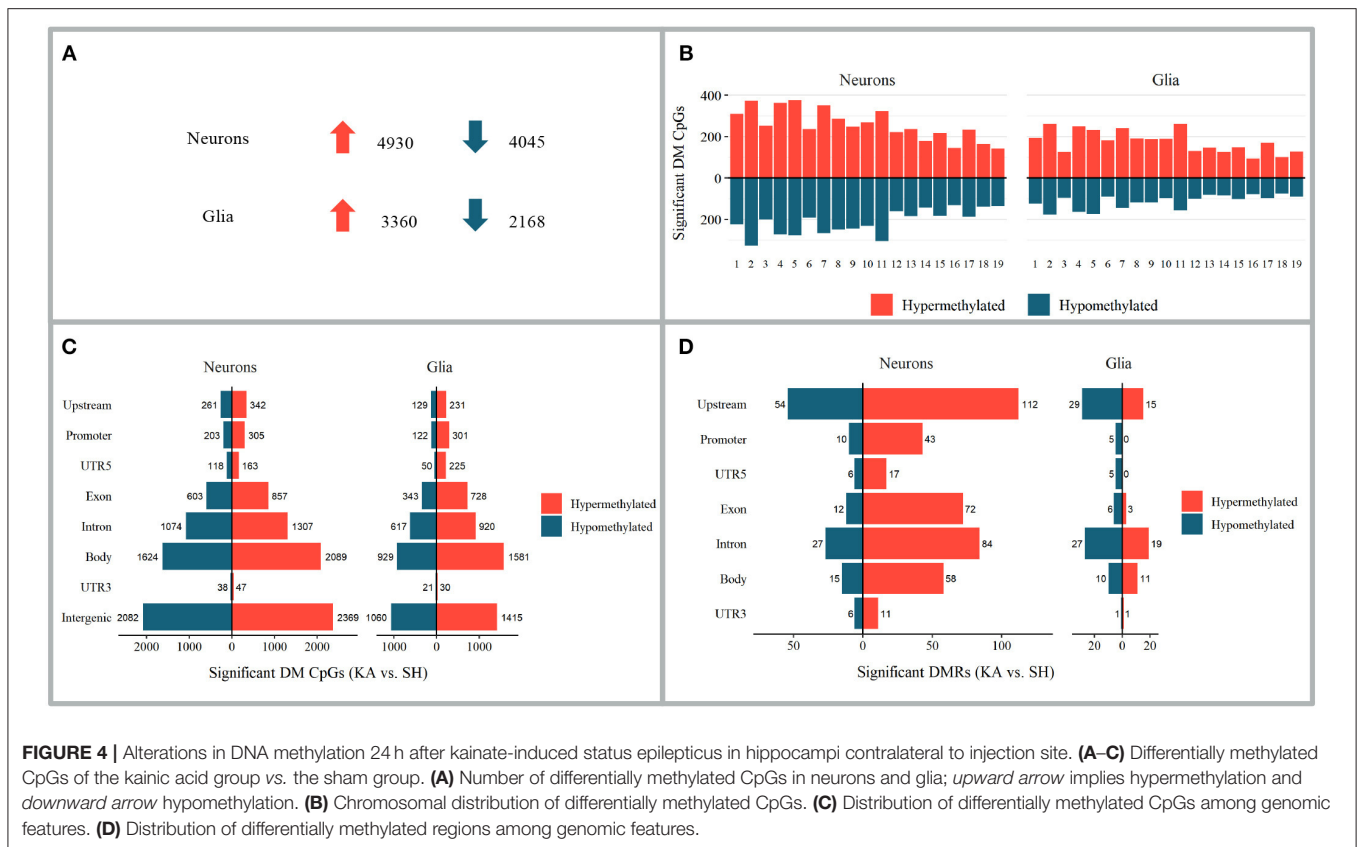 A
Neurons 4930 4045
Glia 3360 2168
B
Neurons Glia
400
200
0
200
Significant DM CpGs
1 2 3 4 5 6 7 8 9 10 11 12 13 14 15 16 17 18 19 1 2 3 4 5 6 7 8 9 10 11 12 13 14 15 16 17 18 19
Hypermethylated Hypomethylated
C
Neurons Glia
Upstream 261 342 129 231
Promoter 203 305 122 301
UTR5 118 163 50 225
Exon 603 857 343 728
Intron 1074 1307 617 920
Body 1624 2089 929 1581
UTR3 38 47 21 30
Intergenic 2082 2369 1060 1415
2000 1000 0 1000 2000 1000 0 1000
Significant DM CpGs (KA vs. SH)
Hypermethylated
Hypomethylated
D
Neurons Glia
Upstream 54 112 29 15
Promoter 10 43 5 0
UTR5 6 17 5 0
Exon 12 72 6 3
Intron 27 84 27 19
Body 15 58 10 11
UTR3 6 11 1 1
50 0 50 100 20 0 20
Significant DMRs (KA vs. SH)
Hypermethylated
Hypomethylated
FIGURE 4 | Alterations in DNA methylation 24 h after kainate-induced status epilepticus in hippocampi contralateral to injection site. (A–C) Differentially methylated
CpGs of the kainic acid group vs. the sham group. (A) Number of differentially methylated CpGs in neurons and glia; upward arrow implies hypermethylation and
downward arrow hypomethylation. (B) Chromosomal distribution of differentially methylated CpGs. (C) Distribution of differentially methylated CpGs among genomic
features. (D) Distribution of differentially methylated regions among genomic features.